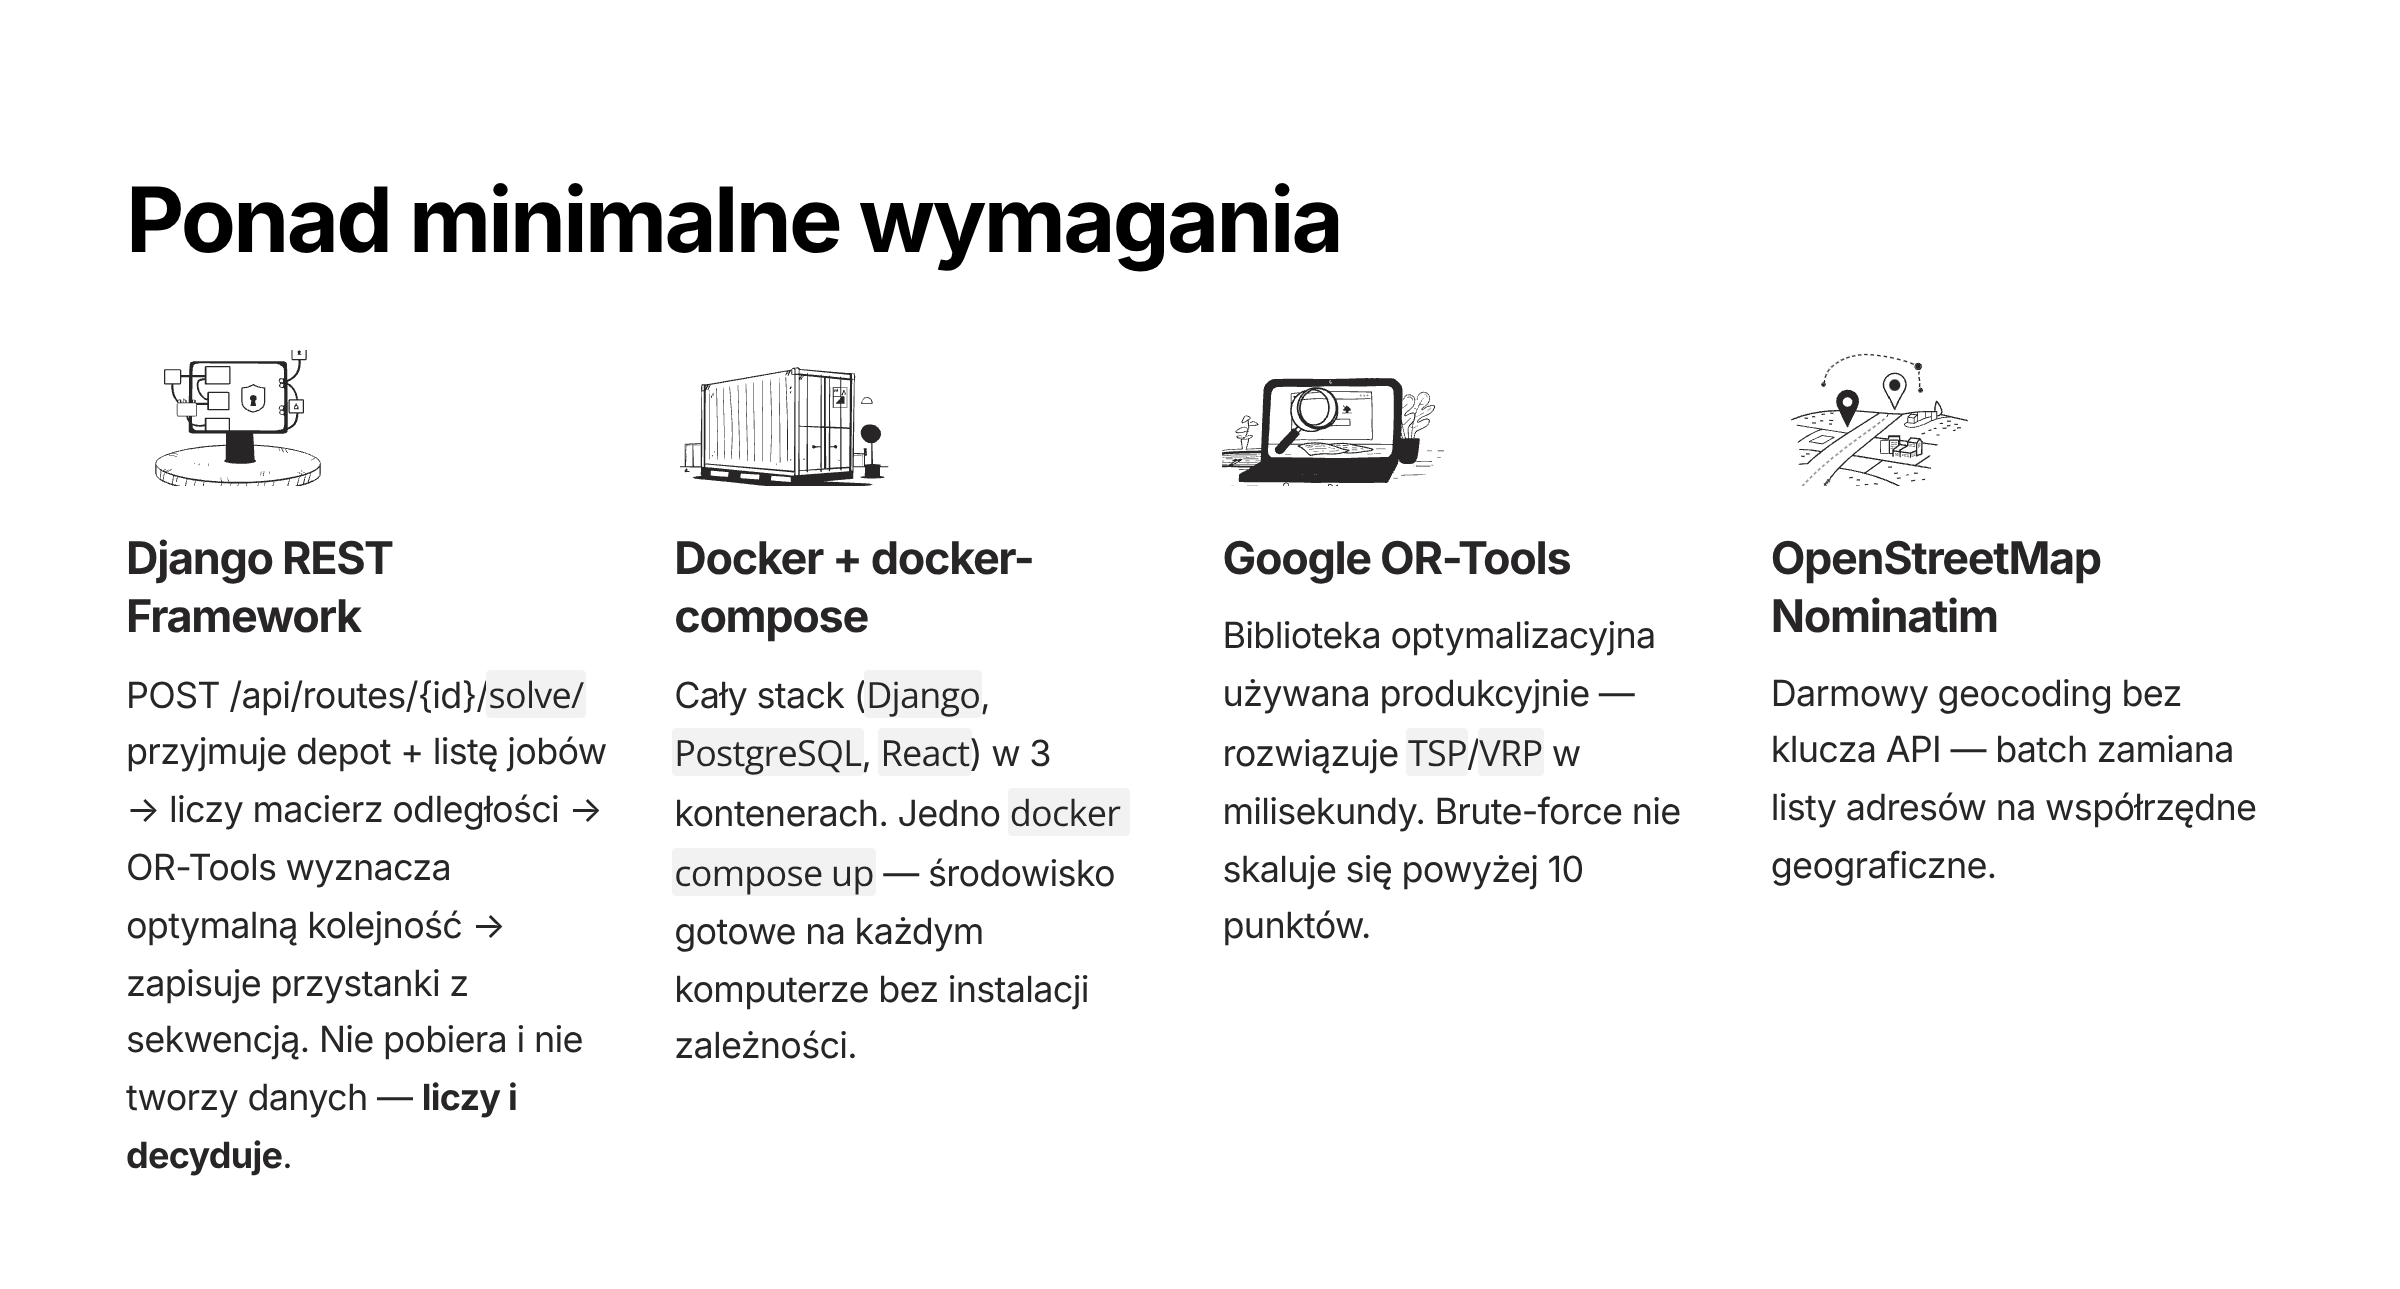 Ponad minimalne wymagania
Django REST
Framework
POST /api/routes/{id}/solve/
przyjmuje depot + listę jobów
→ liczy macierz odległości →
OR-Tools wyznacza
optymalną kolejność →
zapisuje przystanki z
sekwencją. Nie pobiera i nie
tworzy danych — liczy i
decyduje.
Docker + docker-
compose
Cały stack (Django,
PostgreSQL, React) w 3
kontenerach. Jedno docker
compose up — środowisko
gotowe na każdym
komputerze bez instalacji
zależności.
Google OR-Tools
Biblioteka optymalizacyjna
używana produkcyjnie —
rozwiązuje TSP/VRP w
milisekundy. Brute-force nie
skaluje się powyżej 10
punktów.
OpenStreetMap
Nominatim
Darmowy geocoding bez
klucza API — batch zamiana
listy adresów na współrzędne
geograficzne.